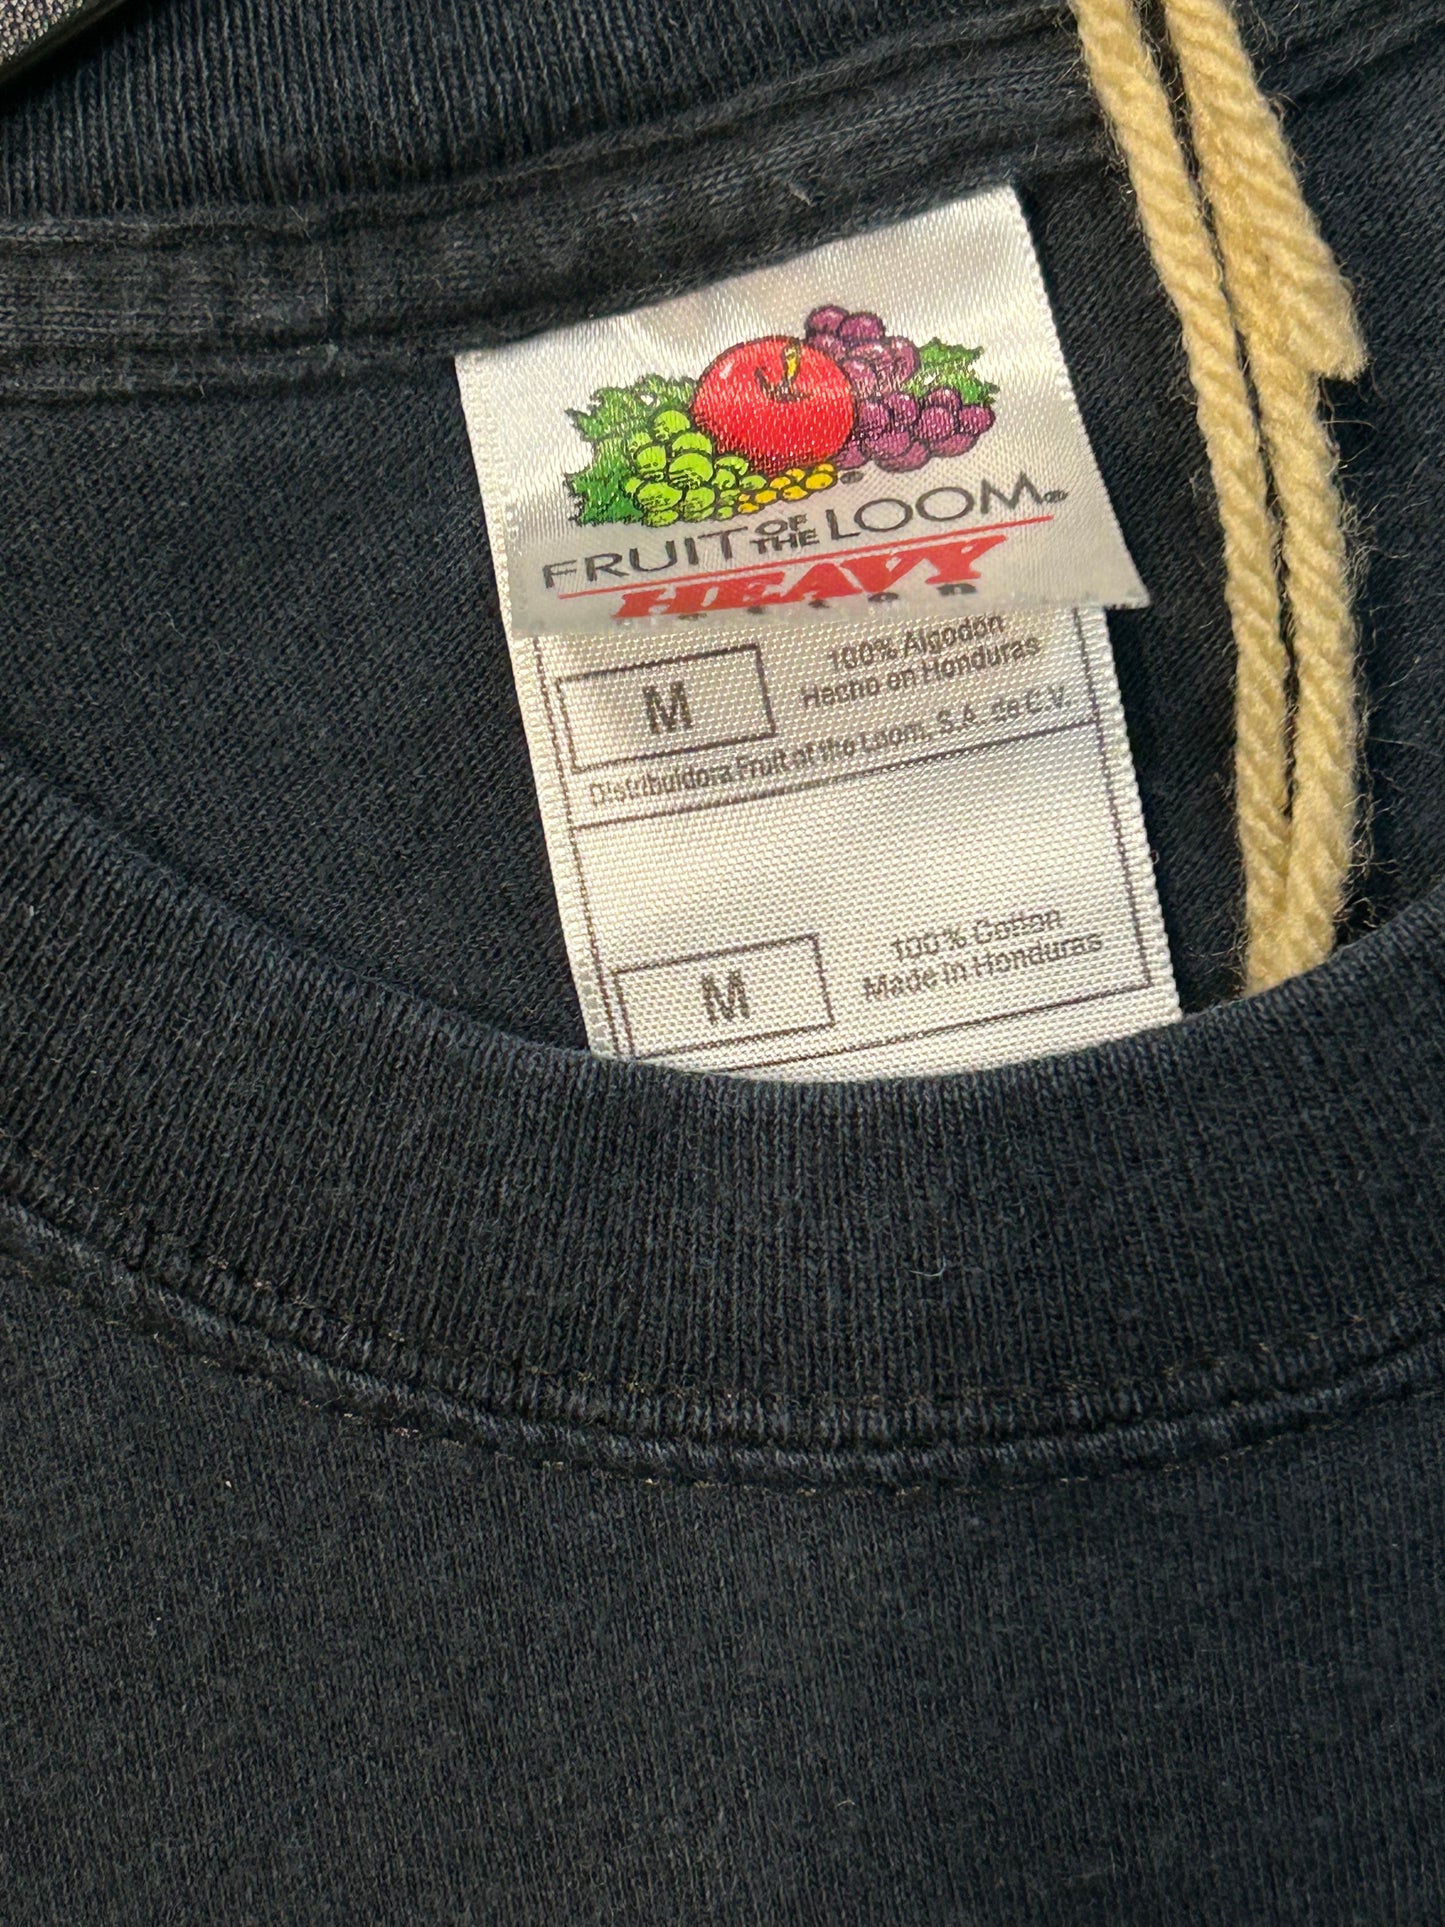 FRUIT OF THE LOOM®
HEAVY
M
100% Algodón
Hecho en Honduras
Distribuidora Fruit of the Loom, S.A. de C.V.
M
100% Cotton
Made in Honduras